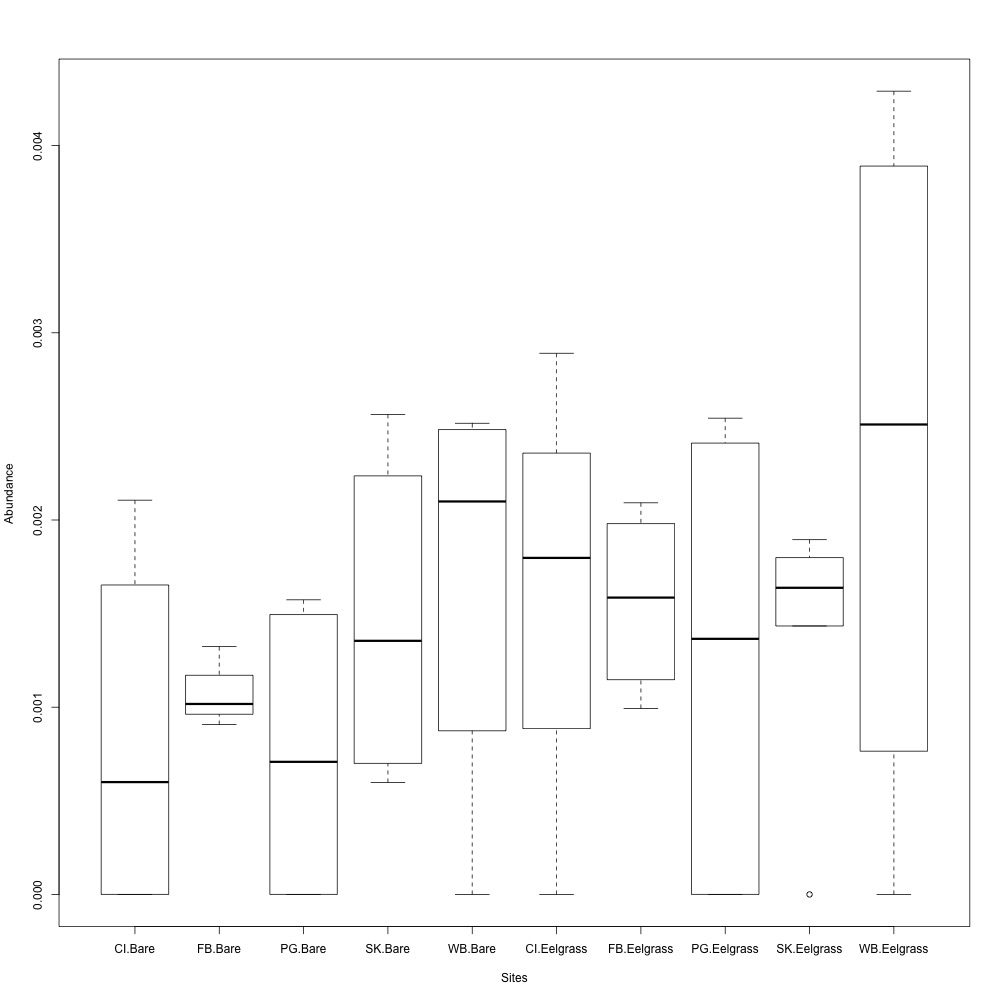 Abundance
0.004
0.003
0.002
0.001
0.000
CI.Bare FB.Bare PG.Bare SK.Bare WB.Bare CI.Eelgrass FB.Eelgrass PG.Eelgrass SK.Eelgrass WB.Eelgrass
Sites